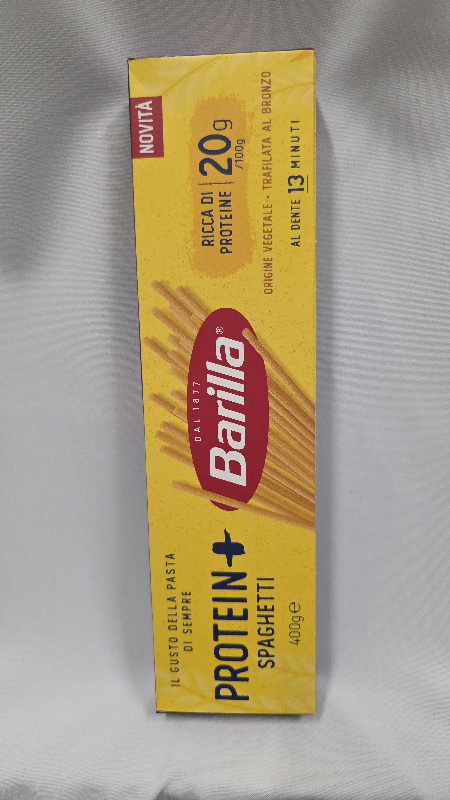 IL GUSTO DELLA PASTA
DI SEMPRE
PROTEIN+
SPAGHETTI
400g e
DAL 1877
Barilla®
NOVITÀ
RICCA DI
PROTEINE
20g
/100g
ORIGINE VEGETALE - TRAFILATA AL BRONZO
AL DENTE 13 MINUTI